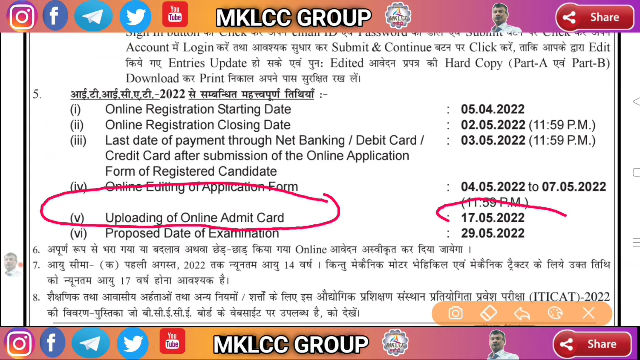 MKLCC GROUP Share
Sign In button का Click कर अपने email ID एवं Password को डाल एवं Submit पर Click कर अपने
Account में Login करें तथा आवश्यक सुधार कर Submit & Continue बटन पर Click करें, ताकि आपके द्वारा Edit
किये गए Entries Update हो सके एवं पुनः Edited आवेदन प्रपत्र की Hard Copy (Part-A एवं Part-B)
Download कर Print निकाल अपने पास सुरक्षित रख लें।
5. आई.टी.आई.सी.ए.टी.-2022 से सम्बन्धित महत्त्वपूर्ण तिथियाँ :-
(i) Online Registration Starting Date : 05.04.2022
(ii) Online Registration Closing Date : 02.05.2022 (11:59 P.M.)
(iii) Last date of payment through Net Banking / Debit Card / : 03.05.2022 (11:59 P.M.)
Credit Card after submission of the Online Application
Form of Registered Candidate
(iv) Online Editing of Application Form : 04.05.2022 to 07.05.2022
(11:59 P.M.)
(v) Uploading of Online Admit Card : 17.05.2022
(vi) Proposed Date of Examination : 29.05.2022
6. अपूर्ण रूप से भरा गया या बदलाव अथवा छेड़-छाड़ किया गया Online आवेदन अस्वीकृत कर दिया जायेगा।
7. आयु सीमा- (क) पहली अगस्त, 2022 तक न्यूनतम आयु 14 वर्ष। किन्तु मेकैनिक मोटर भेहिकिल एवं मेकैनिक ट्रैक्टर के लिये उक्त तिथि
को न्यूनतम आयु 17 वर्ष होना आवश्यक है।
8. शैक्षणिक तथा आवासीय अर्हताओं तथा अन्य नियमों / शर्त्तों के लिए इस औद्योगिक प्रशिक्षण संस्थान प्रतियोगिता प्रवेश परीक्षा (ITICAT)-2022
की विवरण-पुस्तिका जो बी.सी.ई.सी.ई. बोर्ड के वेबसाईट पर उपलब्ध है, को देखें।
MKLCC GROUP Share